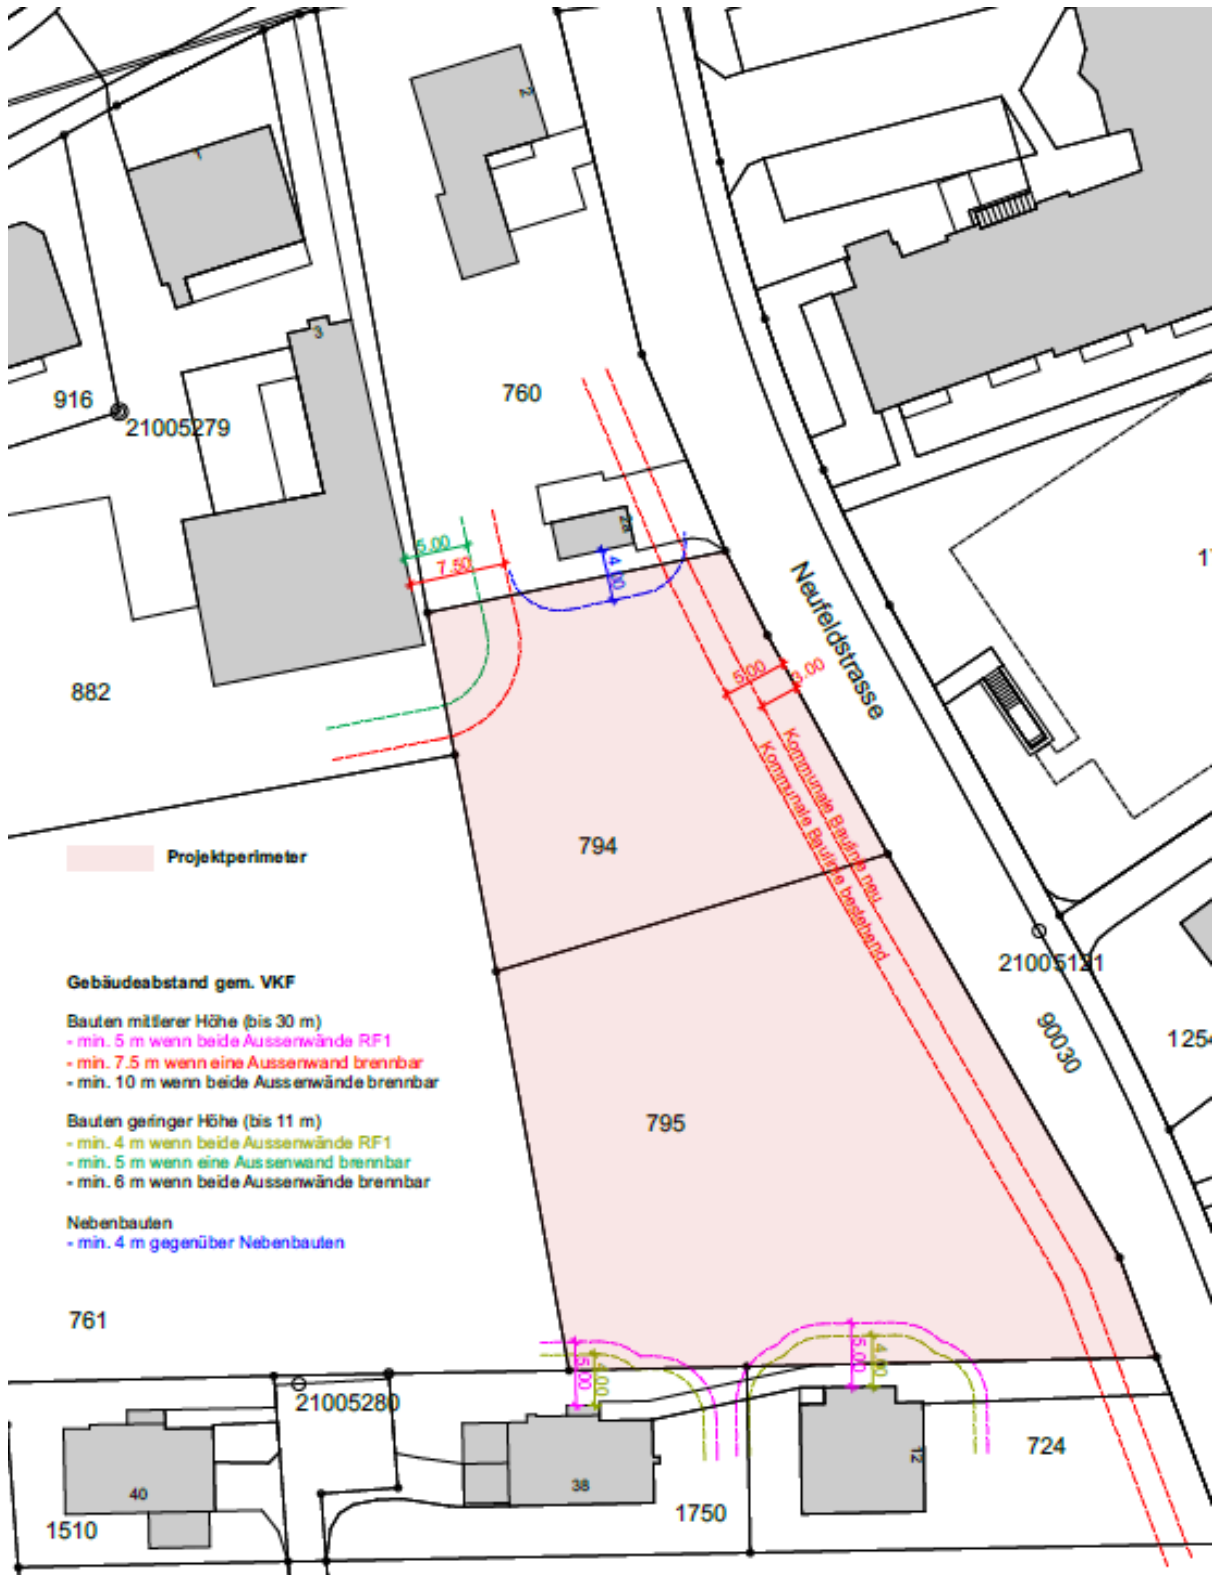 2
1
3
916
21005279
760
2a
5.00
7.50
4.00
Neufeldstrasse
882
5.00
3.00
Kommunale Baulinie neu
Kommunale Baulinie bestehend
794
Projektperimeter
21005121
90030
1254
Gebäudeabstand gem. VKF
Bauten mittlerer Höhe (bis 30 m)
- min. 5 m wenn beide Aussenwände RF1
- min. 7.5 m wenn eine Aussenwand brennbar
- min. 10 m wenn beide Aussenwände brennbar
Bauten geringer Höhe (bis 11 m)
- min. 4 m wenn beide Aussenwände RF1
- min. 5 m wenn eine Aussenwand brennbar
- min. 6 m wenn beide Aussenwände brennbar
Nebenbauten
- min. 4 m gegenüber Nebenbauten
795
761
5.00
4.00
5.00
4.00
21005280
40
38
12
724
1510
1750